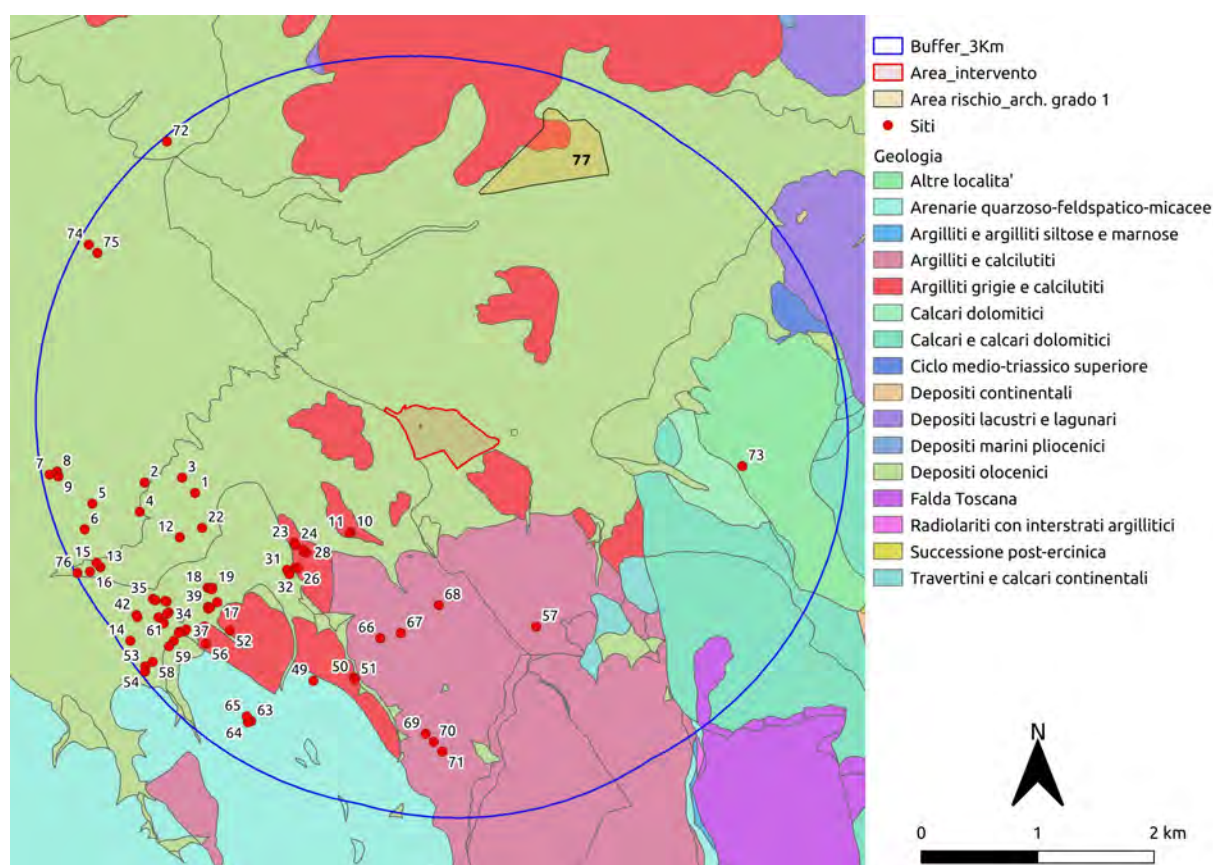 Buffer_3Km
Area_intervento
Area rischio_arch. grado 1
Siti
Geologia
Altre localita'
Arenarie quarzoso-feldspatico-micacee
Argilliti e argilliti siltose e marnose
Argilliti e calcilutiti
Argilliti grigie e calcilutiti
Calcari dolomitici
Calcari e calcari dolomitici
Ciclo medio-triassico superiore
Depositi continentali
Depositi lacustri e lagunari
Depositi marini pliocenici
Depositi olocenici
Falda Toscana
Radiolariti con interstrati argillitici
Successione post-ercinica
Travertini e calcari continentali
72
77
74
75
73
7
8
9
2
3
1
5
4
6
12
22
23
24
11
10
28
15
13
31
76
16
32
26
18
19
35
39
68
42
34
17
57
67
14
61
37
52
66
53
59
56
58
54
49
50
51
65
63
64
69
70
71
N
0
1
2 km